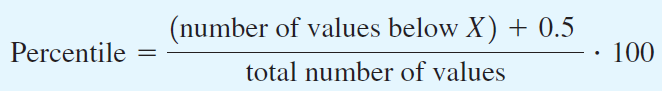 Percentile = (number of values below X) + 0.5 / total number of values · 100